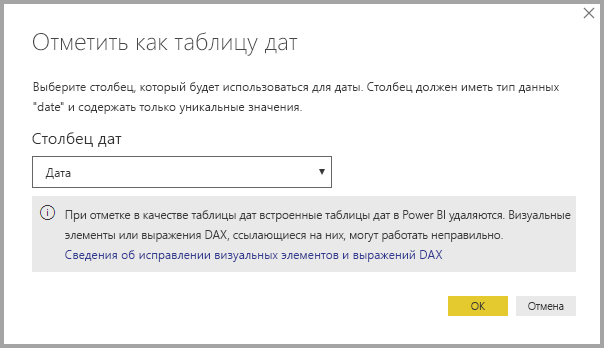 Отметить как таблицу дат
Выберите столбец, который будет использоваться для даты. Столбец должен иметь тип данных
"date" и содержать только уникальные значения.
Столбец дат
Дата
При отметке в качестве таблицы дат встроенные таблицы дат в Power BI удаляются. Визуальные
элементы или выражения DAX, ссылающиеся на них, могут работать неправильно.
Сведения об исправлении визуальных элементов и выражений DAX
ОК
Отмена